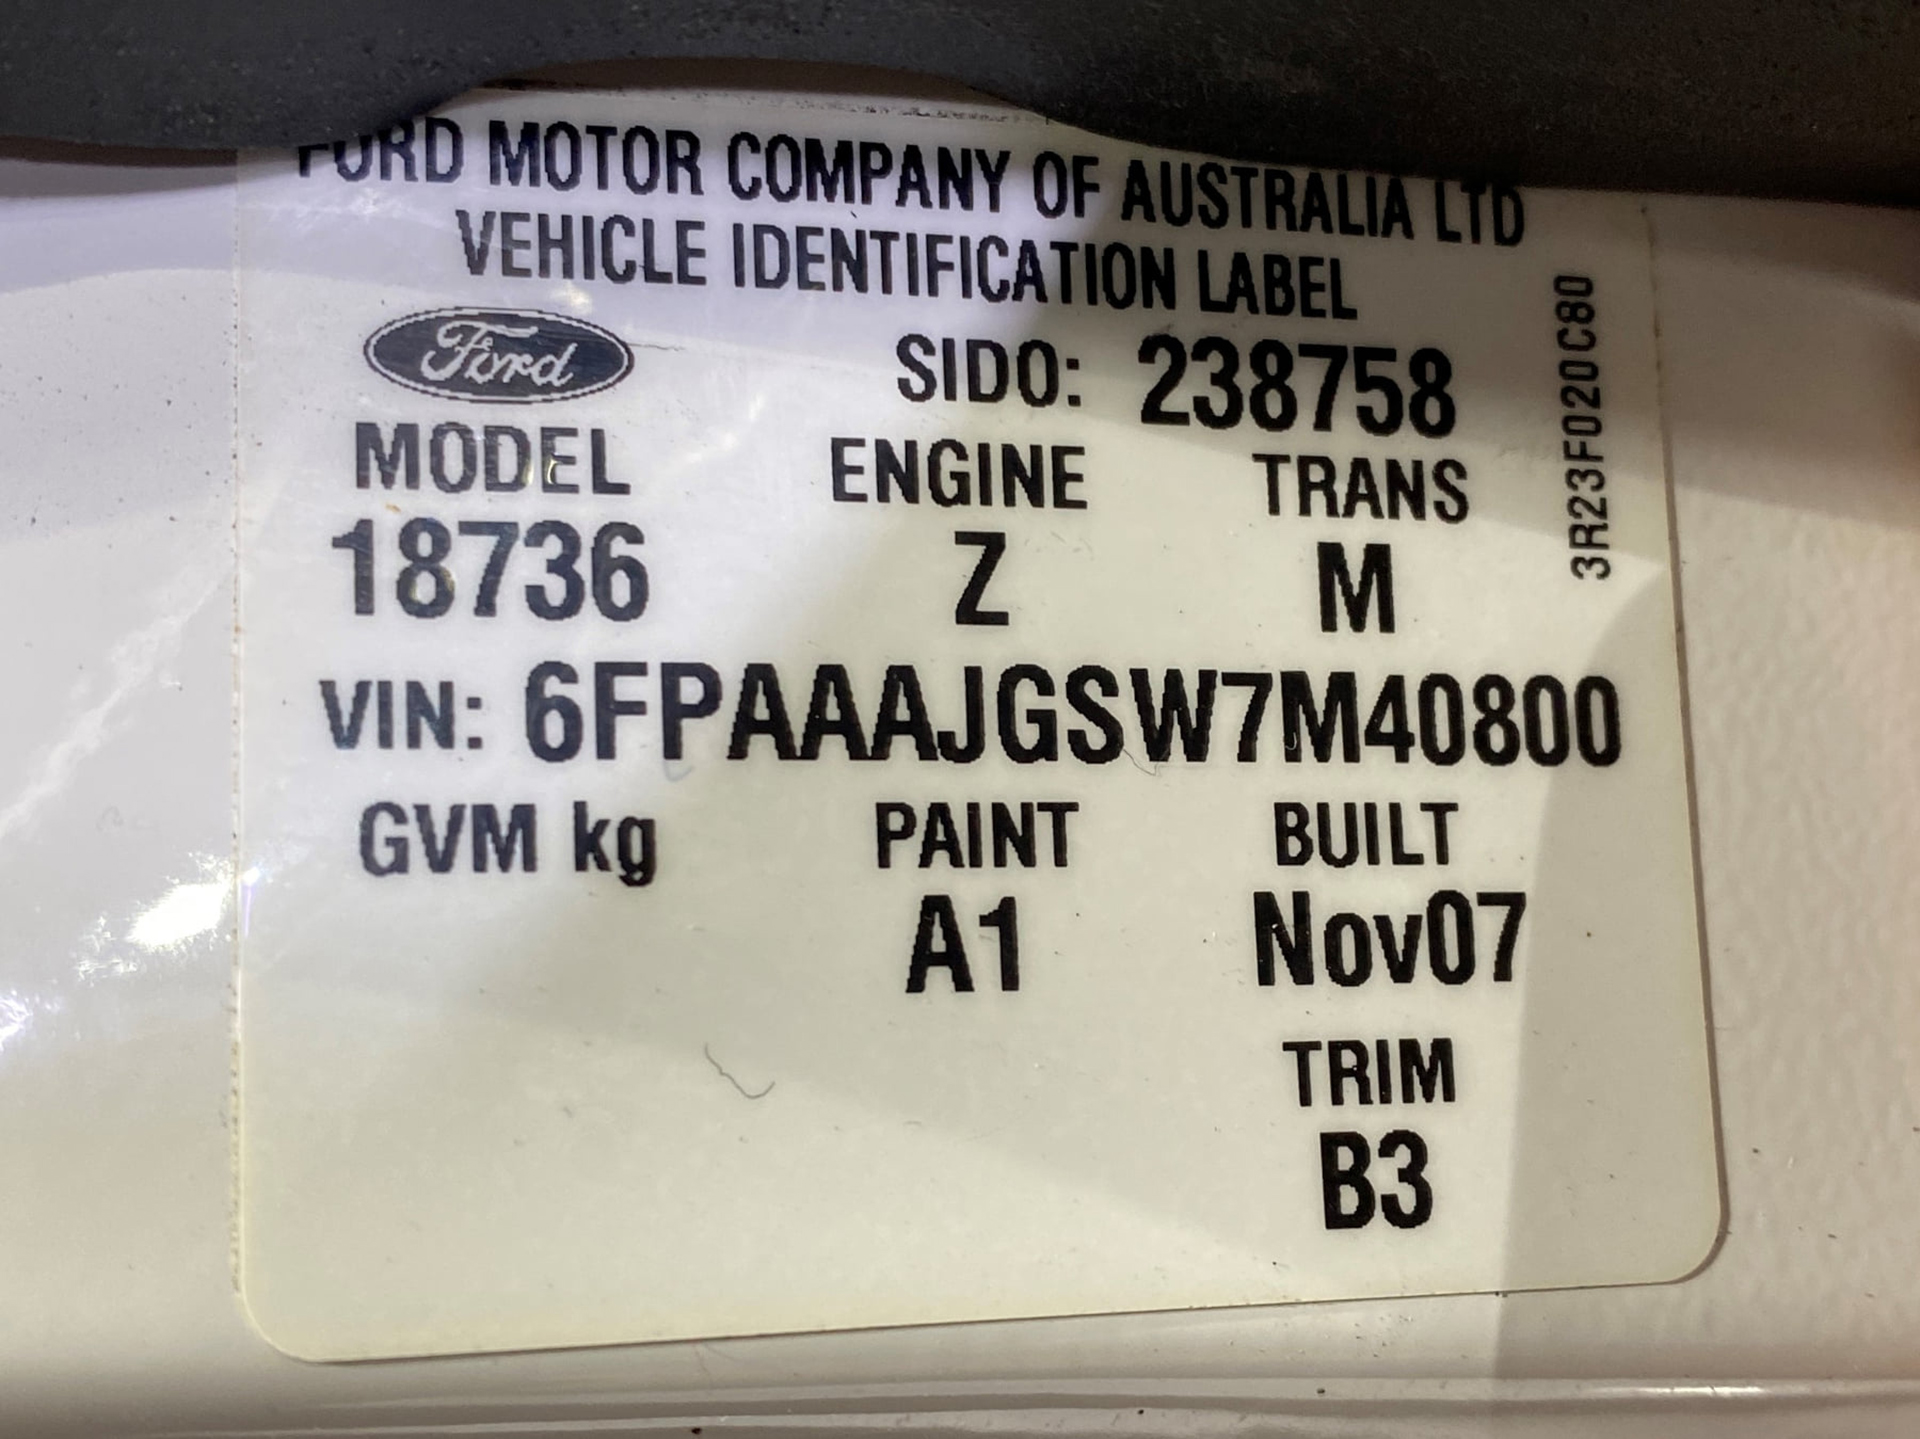 FORD MOTOR COMPANY OF AUSTRALIA LTD
VEHICLE IDENTIFICATION LABEL
Ford
SIDO: 238758
MODEL ENGINE TRANS
18736 Z M
VIN: 6FPAAAJGSW7M40800
GVM kg PAINT BUILT
A1 Nov07
TRIM
B3
3R23F020C80